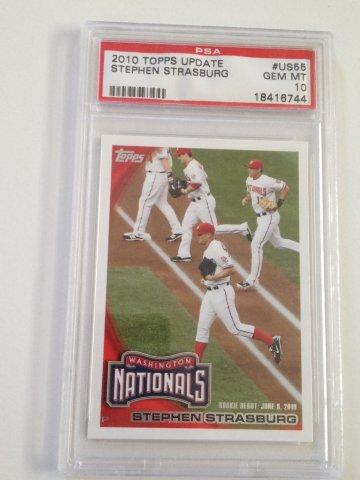 PSA
2010 TOPPS UPDATE #US55
STEPHEN STRASBURG GEM MT
10
18416744
Topps
WASHINGTON
NATIONALS
ROOKIE DEBUT: JUNE 8, 2010
STEPHEN STRASBURG